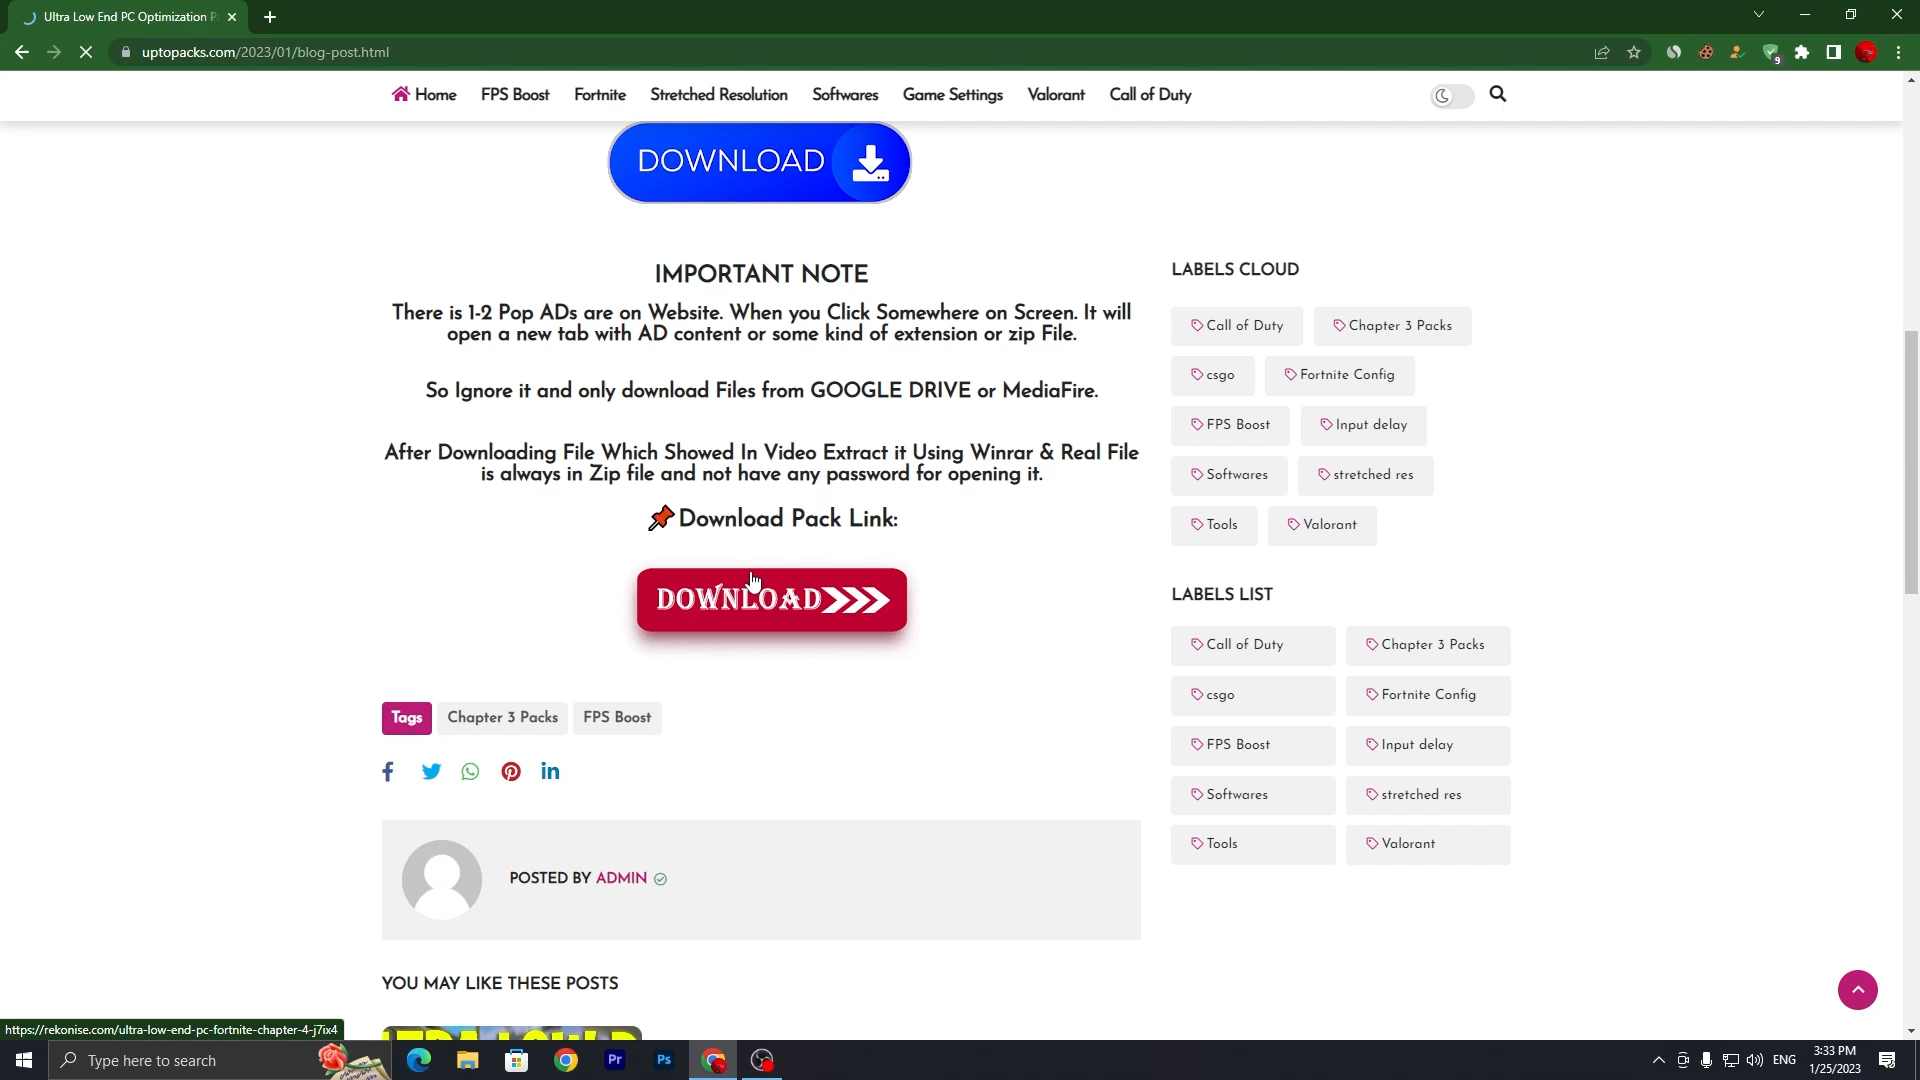 Ultra Low End PC Optimization P
uptopacks.com/2023/01/blog-post.html
9
Home FPS Boost Fortnite Stretched Resolution Softwares Game Settings Valorant Call of Duty
DOWNLOAD
IMPORTANT NOTE
There is 1-2 Pop ADs are on Website. When you Click Somewhere on Screen. It will
open a new tab with AD content or some kind of extension or zip File.
So Ignore it and only download Files from GOOGLE DRIVE or MediaFire.
After Downloading File Which Showed In Video Extract it Using Winrar & Real File
is always in Zip file and not have any password for opening it.
Download Pack Link:
DOWNLOAD
Tags Chapter 3 Packs FPS Boost
POSTED BY ADMIN
YOU MAY LIKE THESE POSTS
LABELS CLOUD
Call of Duty Chapter 3 Packs
csgo Fortnite Config
FPS Boost Input delay
Softwares stretched res
Tools Valorant
LABELS LIST
Call of Duty Chapter 3 Packs
csgo Fortnite Config
FPS Boost Input delay
Softwares stretched res
Tools Valorant
https://rekonise.com/ultra-low-end-pc-fortnite-chapter-4-j7ix4
Type here to search
Pr
Ps
ENG
3:33 PM
1/25/2023